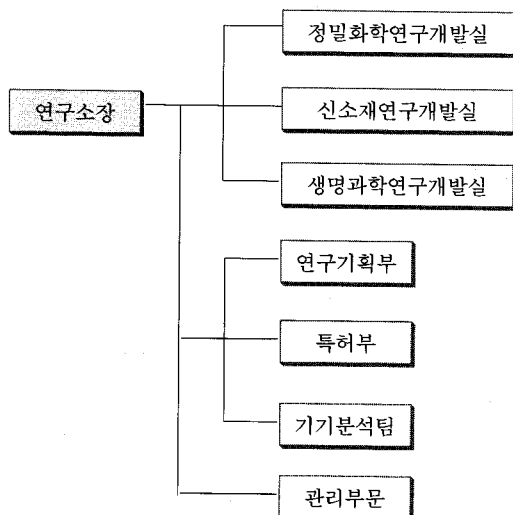 정밀화학연구개발실
연구소장
신소재연구개발실
생명과학연구개발실
연구기획부
특허부
기기분석팀
관리부문